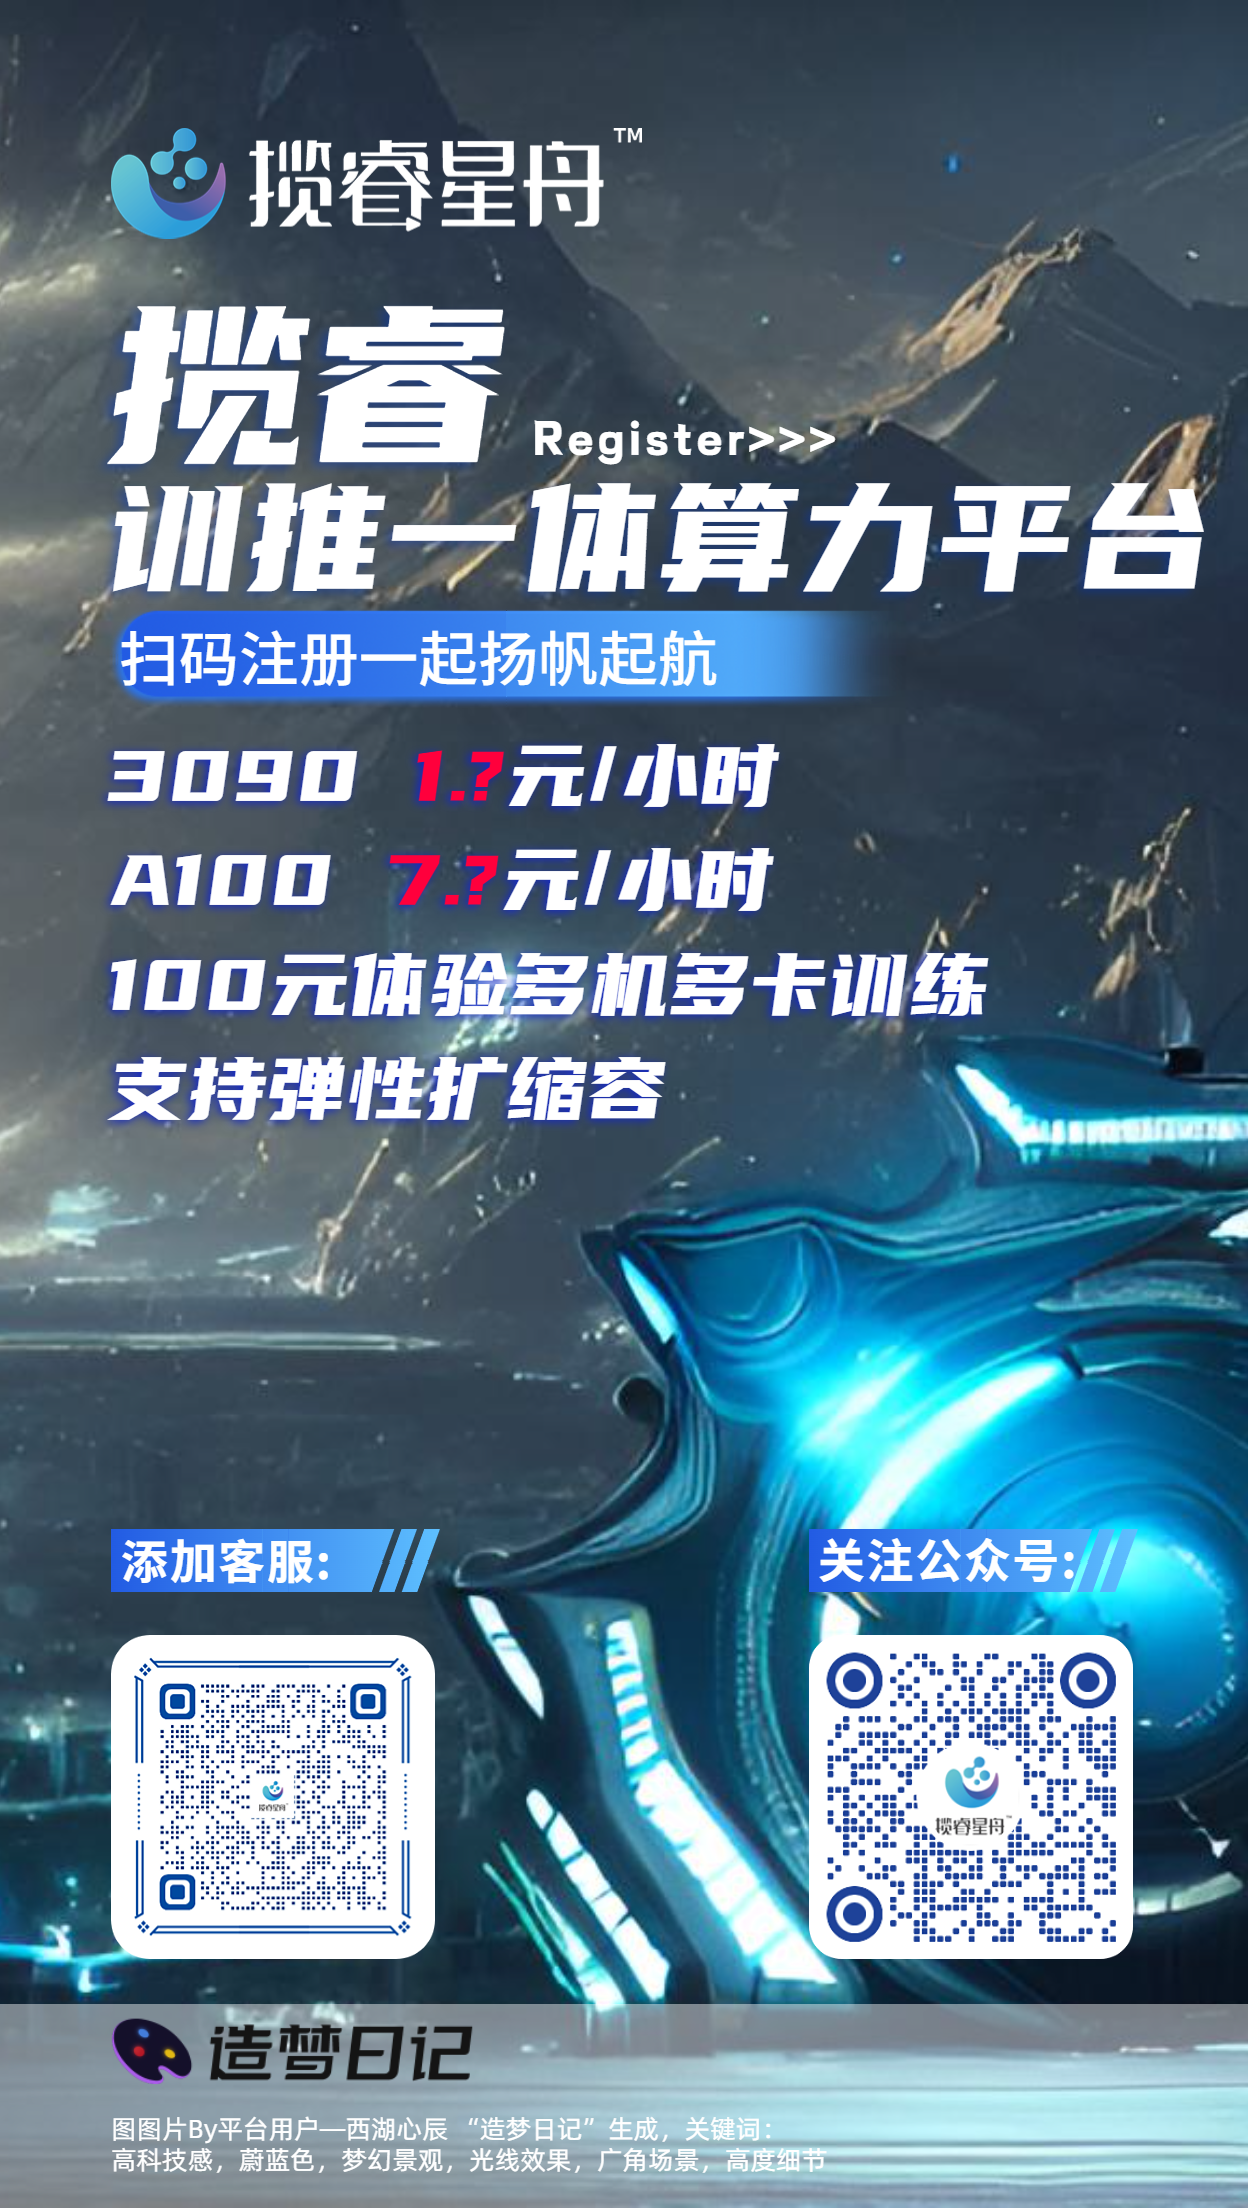 揽睿星舟TM
揽睿
Register>>>
训推一体算力平台
扫码注册一起扬帆起航
3090 1.?元/小时
A100 7.?元/小时
100元体验多机多卡训练
支持弹性扩缩容
添加客服:
关注公众号:
揽睿星舟
揽睿星舟
造梦日记
图图片By平台用户—西湖心辰 “造梦日记” 生成，关键词：
高科技感，蔚蓝色，梦幻景观，光线效果，广角场景，高度细节